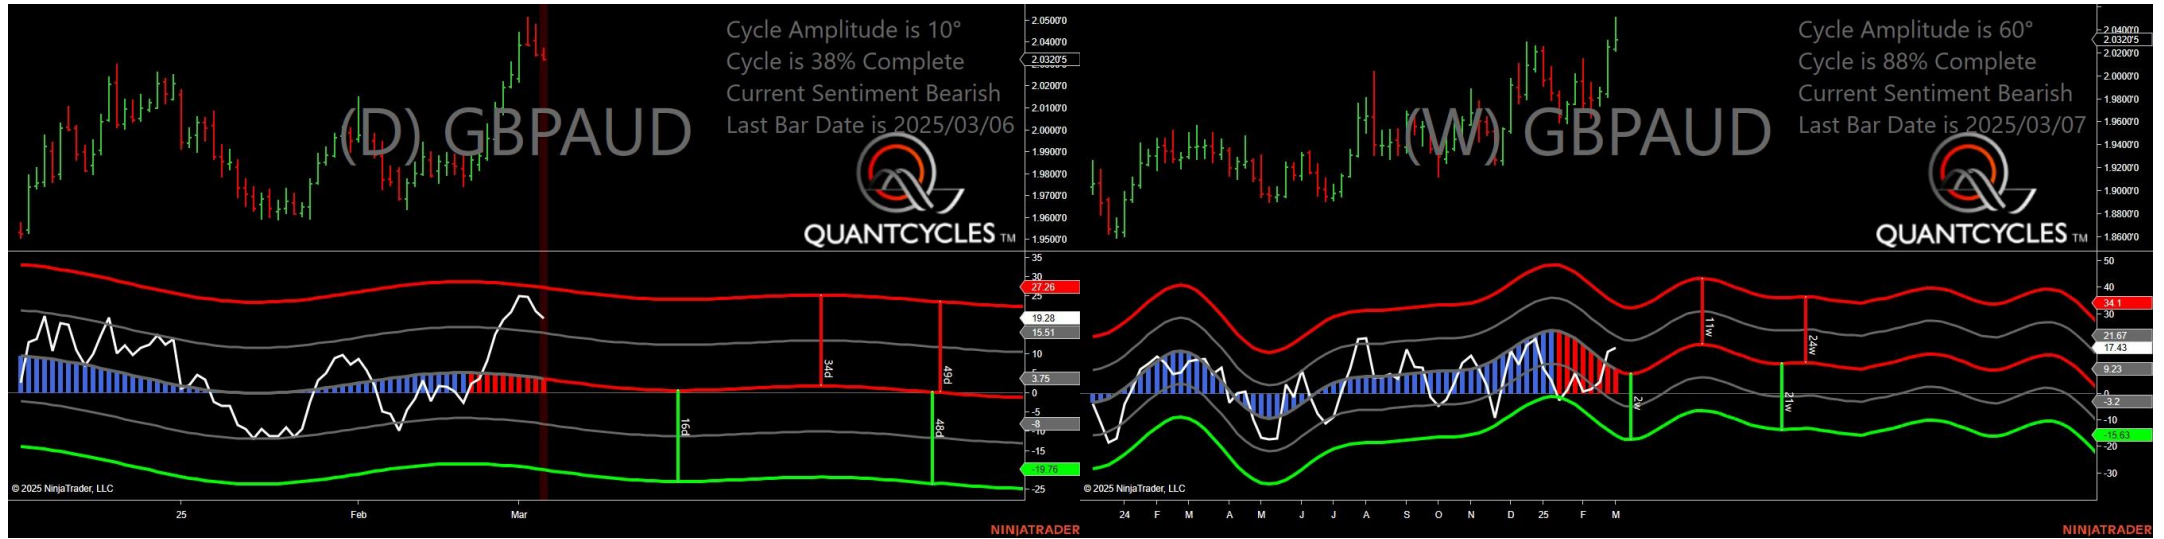 Cycle Amplitude is 10°
Cycle is 38% Complete
Current Sentiment Bearish
Last Bar Date is 2025/03/06
(D) GBPAUD
QUANTCYCLES TM
2.0500'0
2.0400'0
2.0320'5
2.0200'0
2.0100'0
2.0000'0
1.9900'0
1.9800'0
1.9700'0
1.9600'0
1.9500'0
35
30
27.26
25
19.28
15.51
10
3.75
0
-5
-8
-10
-15
-19.76
-25
34d
49d
16d
48d
© 2025 NinjaTrader, LLC
25 Feb Mar
NINJATRADER
Cycle Amplitude is 60°
Cycle is 88% Complete
Current Sentiment Bearish
Last Bar Date is 2025/03/07
(W) GBPAUD
QUANTCYCLES TM
2.0400'0
2.0320'5
2.0200'0
2.0000'0
1.9800'0
1.9600'0
1.9400'0
1.9200'0
1.9000'0
1.8800'0
1.8600'0
50
40
34.1
30
21.67
17.43
9.23
0
-3.2
-10
-15.63
-20
-30
11w
24w
2w
21w
© 2025 NinjaTrader, LLC
24 F M A M J J A S O N D 25 F M
NINJATRADER